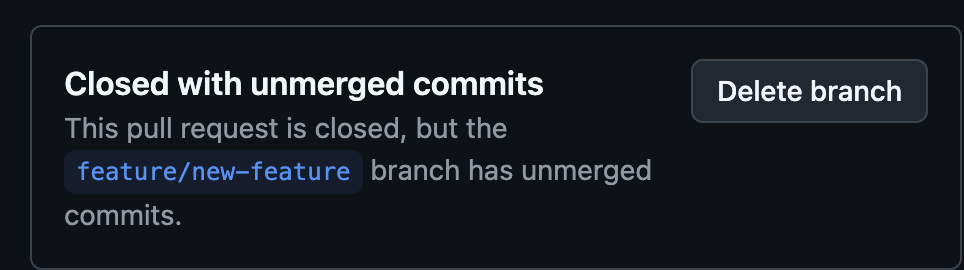 Closed with unmerged commits
Delete branch
This pull request is closed, but the
feature/new-feature branch has unmerged
commits.